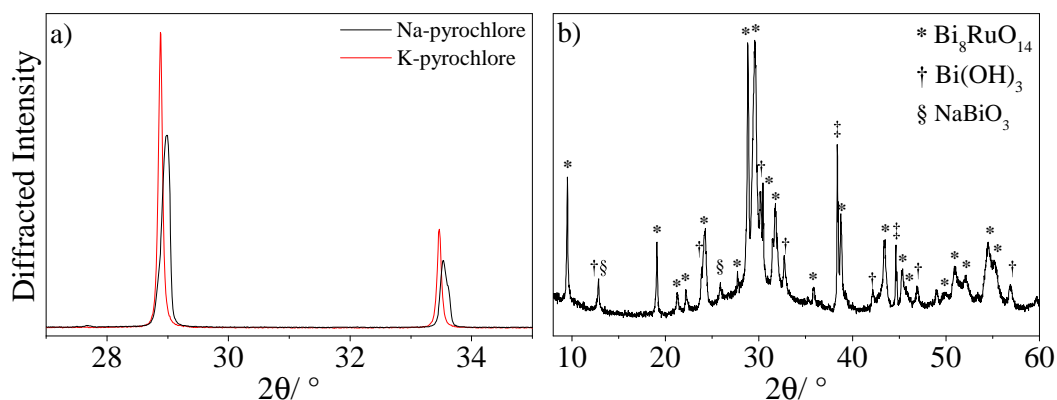 a)
Na-pyrochlore
K-pyrochlore
Diffracted Intensity
28 30 32 34
2θ/ °
b)
* Bi₈RuO₁₄
† Bi(OH)₃
§ NaBiO₃
* †§ * * * † * § * * * † * * † * ‡ * † * ‡ * * † * * * * * †
10 20 30 40 50 60
2θ/ °